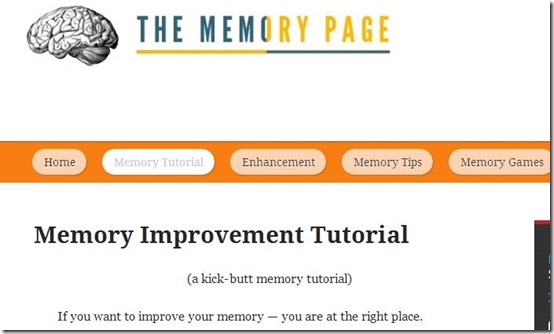 THE MEMORY PAGE
Home Memory Tutorial Enhancement Memory Tips Memory Games
Memory Improvement Tutorial
(a kick-butt memory tutorial)
If you want to improve your memory — you are at the right place.